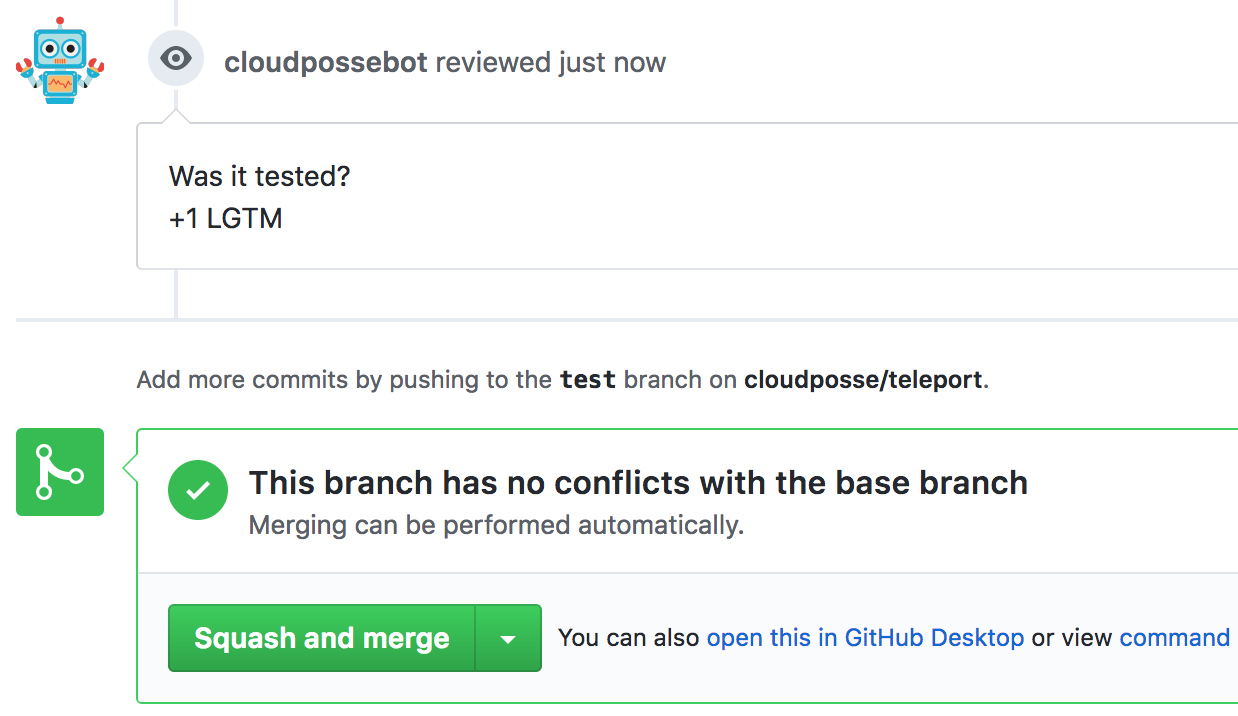 cloudpossebot reviewed just now
Was it tested?
+1 LGTM
Add more commits by pushing to the test branch on cloudposse/teleport.
This branch has no conflicts with the base branch
Merging can be performed automatically.
Squash and merge
You can also open this in GitHub Desktop or view command